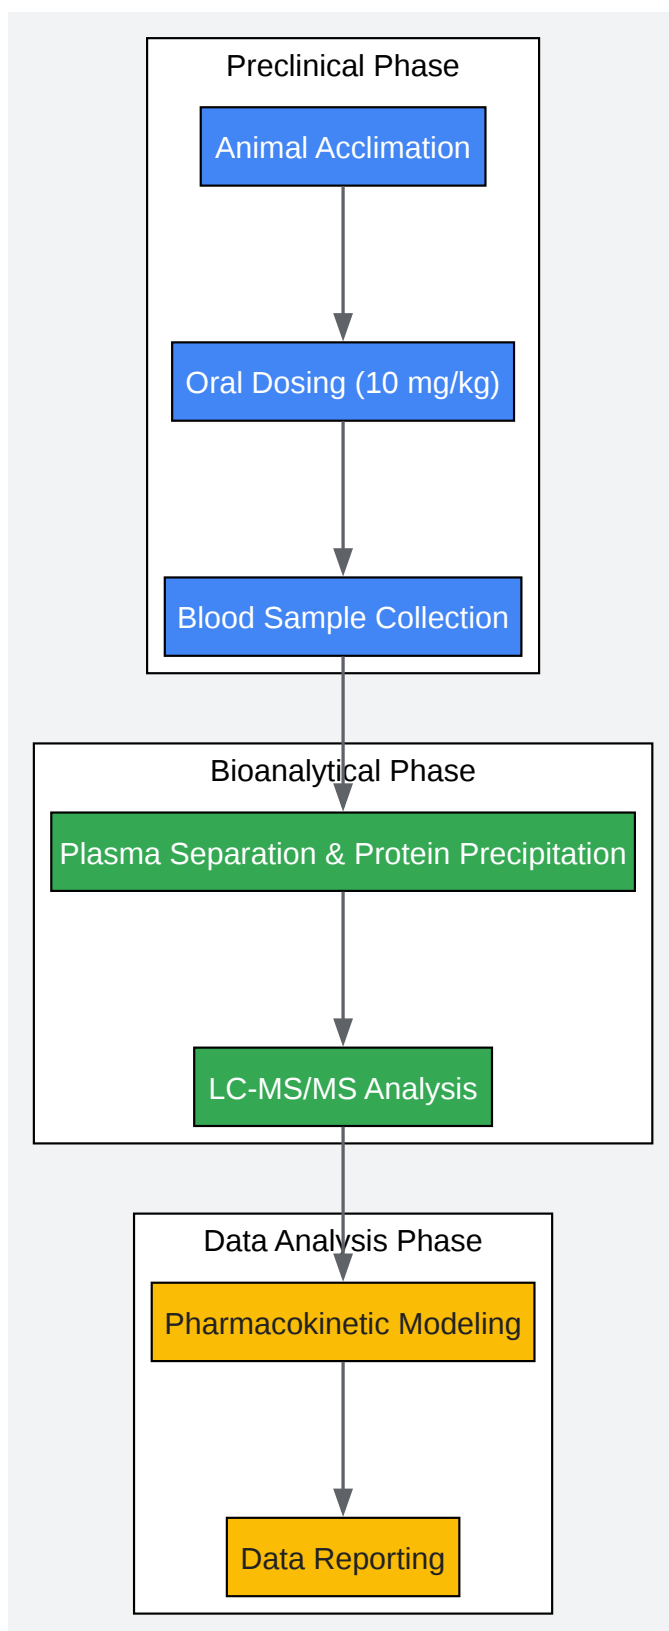 Preclinical Phase
Animal Acclimation
Oral Dosing (10 mg/kg)
Blood Sample Collection
Bioanalytical Phase
Plasma Separation & Protein Precipitation
LC-MS/MS Analysis
Data Analysis Phase
Pharmacokinetic Modeling
Data Reporting